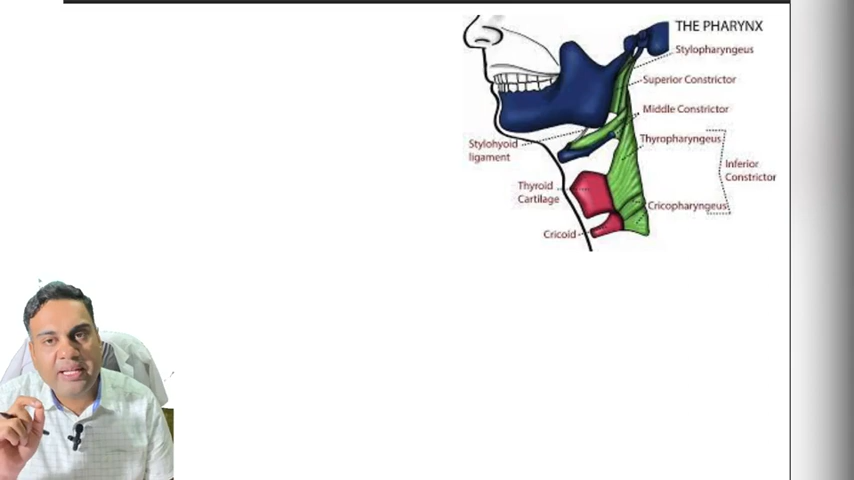 THE PHARYNX
Stylopharyngeus
Superior Constrictor
Middle Constrictor
Thyropharyngeus
Stylohyoid
ligament
Inferior
Constrictor
Thyroid
Cartilage
Cricopharyngeus
Cricoid